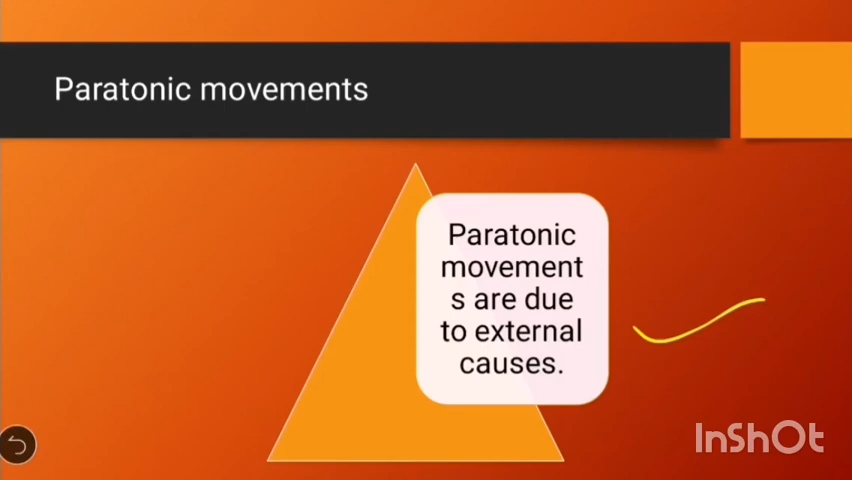 Paratonic movements
Paratonic
movement
s are due
to external
causes.
InShOt